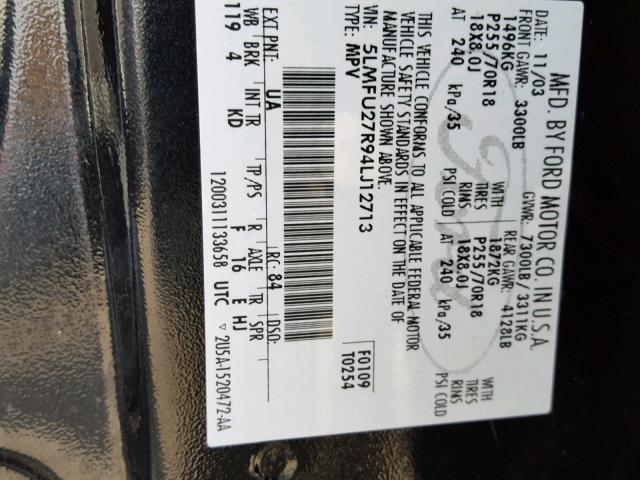 MFD. BY FORD MOTOR CO. IN U.S.A.
DATE: 11/03 GVWR: 7300LB/ 3311KG
FRONT GAWR: 3300LB REAR GAWR: 4128LB
1496KG WITH 1872KG WITH
P255/70R18 TIRES P255/70R18 TIRES
18X8.0J RIMS 18X8.0J RIMS
AT 240 kPa/35 PSI COLD AT 240 kPa/35 PSI COLD
THIS VEHICLE CONFORMS TO ALL APPLICABLE FEDERAL MOTOR
VEHICLE SAFETY STANDARDS IN EFFECT ON THE DATE OF
MANUFACTURE SHOWN ABOVE.
VIN: 5LMFU27R94LJ12713 F0109
TYPE: MPV T0254
EXT PNT: UA RC: 84 DSO:
WB BRK INT TR TP/PS R AXLE TR SPR
119 4 KD F 16 E HJ
1200311133658 UTC ▽ 2U5A-1520472-AA